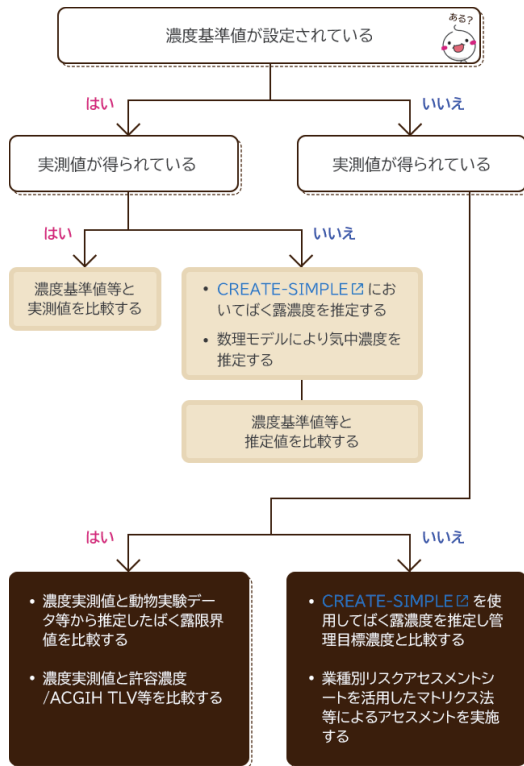 ある?
濃度基準値が設定されている
はい
いいえ
実測値が得られている
実測値が得られている
はい
いいえ
濃度基準値等と
実測値を比較する
• CREATE-SIMPLE にお
いてばく露濃度を推定する
• 数理モデルにより気中濃度を
推定する
濃度基準値等と
推定値を比較する
はい
いいえ
• 濃度実測値と動物実験デー
タ等から推定したばく露限界
値を比較する
• 濃度実測値と許容濃度
/ACGIH TLV等を比較する
• CREATE-SIMPLE を使
用してばく露濃度を推定し管
理目標濃度と比較する
• 業種別リスクアセスメントシ
ートを活用したマトリクス法
等によるアセスメントを実施
する